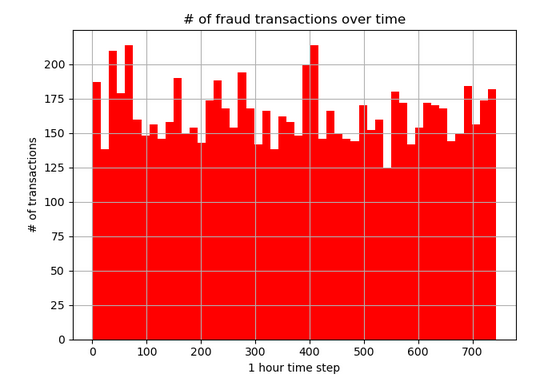 # of fraud transactions over time
# of transactions
200
175
150
125
100
75
50
25
0
0 100 200 300 400 500 600 700
1 hour time step